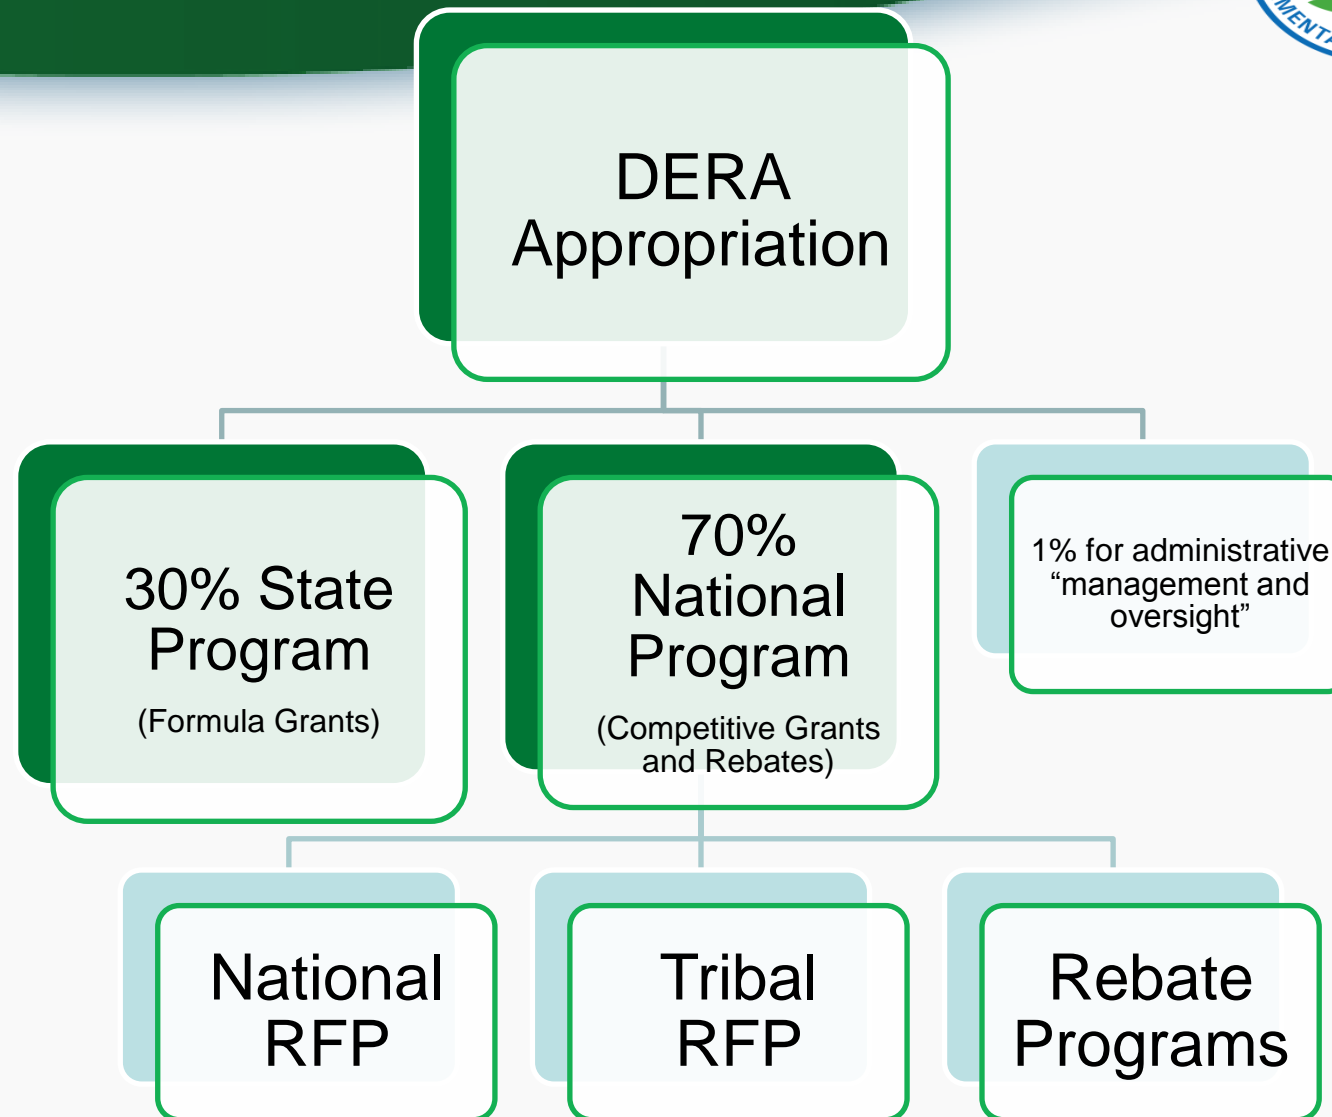 DERA
Appropriation
30% State
Program
(Formula Grants)
70%
National
Program
(Competitive Grants
and Rebates)
1% for administrative
“management and
oversight”
National
RFP
Tribal
RFP
Rebate
Programs